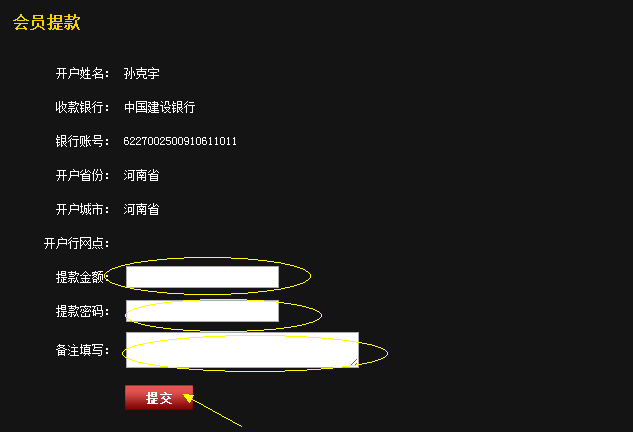 会员提款
开户姓名： 孙克宇
收款银行： 中国建设银行
银行账号： 6227002500910611011
开户省份： 河南省
开户城市： 河南省
开户行网点：
提款金额：
提款密码：
备注填写：
提交